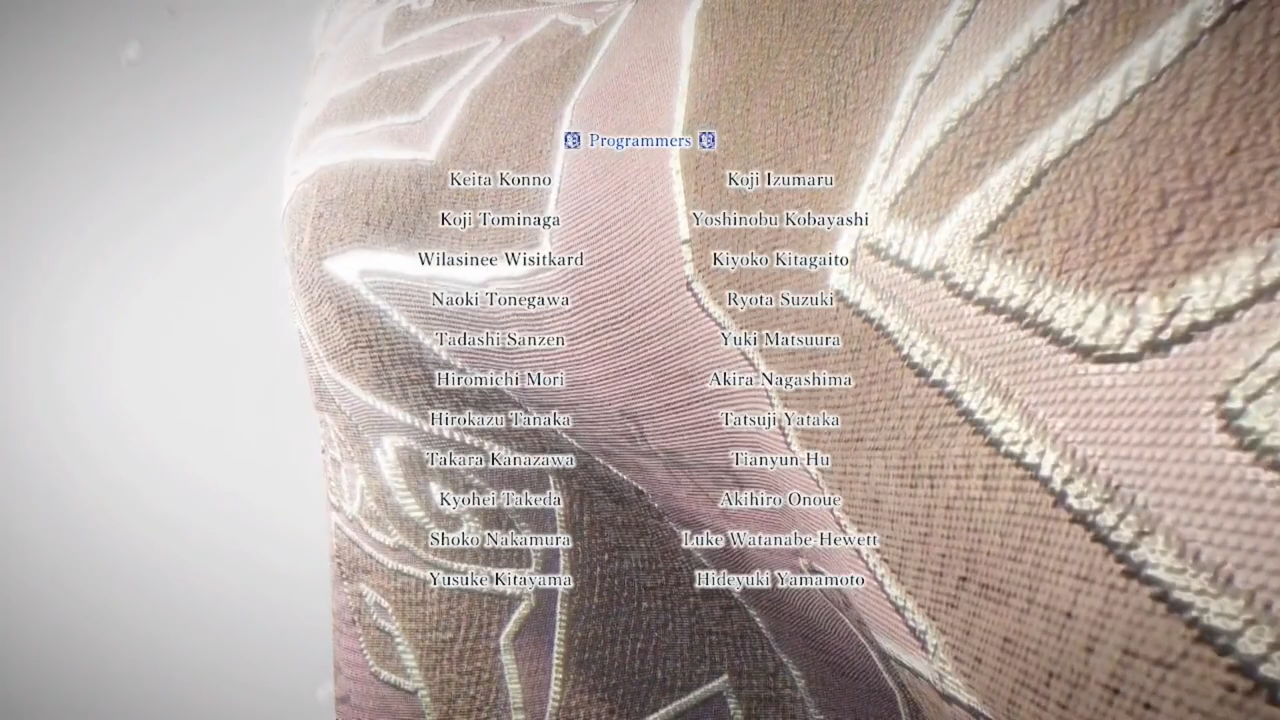 Programmers
Keita Konno Koji Izumaru
Koji Tominaga Yoshinobu Kobayashi
Wilasinee Wisitkard Kiyoko Kitagaito
Naoki Tonegawa Ryota Suzuki
Tadashi Sanzen Yuki Matsuura
Hiromichi Mori Akira Nagashima
Hirokazu Tanaka Tatsuji Yataka
Takara Kanazawa Tianyun Hu
Kyohei Takeda Akihiro Onoue
Shoko Nakamura Luke Watanabe-Hewett
Yusuke Kitayama Hideyuki Yamamoto